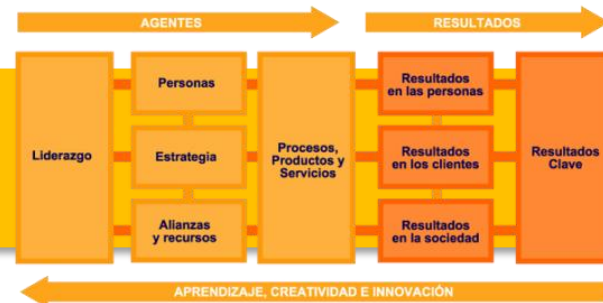 AGENTES
RESULTADOS
Liderazgo
Personas
Estrategia
Alianzas
y recursos
Procesos,
Productos y
Servicios
Resultados
en las personas
Resultados
en los clientes
Resultados
en la sociedad
Resultados
Clave
APRENDIZAJE, CREATIVIDAD E INNOVACIÓN